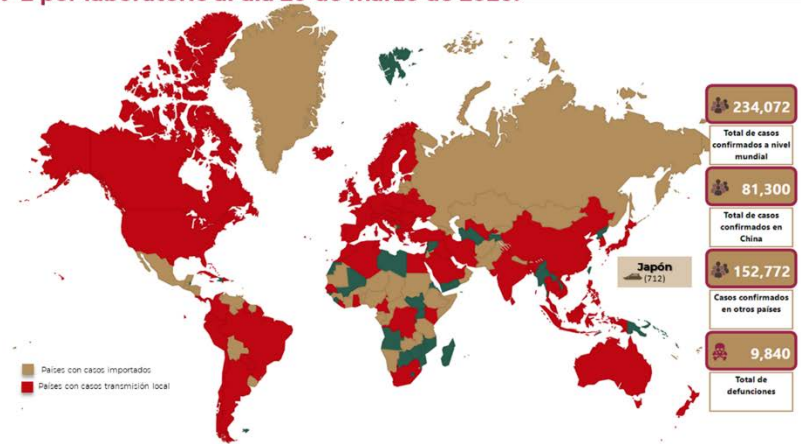 por laboratorio al día
de marzo de
234,072
Total de casos
confirmados a nivel
mundial
81,300
Total de casos
confirmados en
China
Japón
(712)
152,772
Casos confirmados
en otros países
9,840
Total de
defunciones
Países con casos importados
Países con casos transmisión local